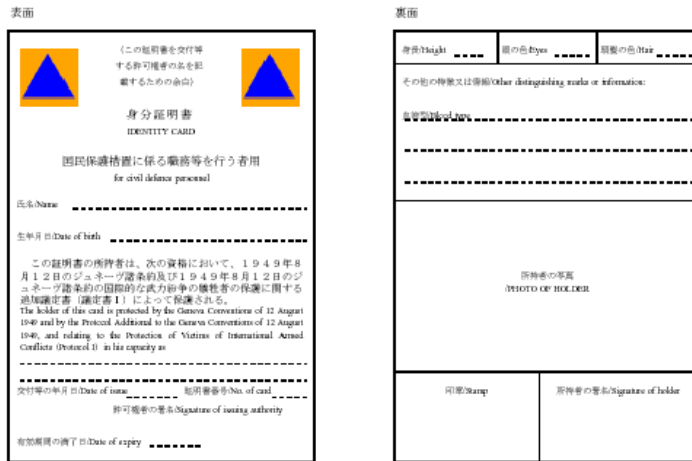 表面
(この証明書を交付等
する許可権者の名を記
載するための余白)
身分証明書
IDENTITY CARD
国民保護措置に係る職務等を行う者用
for civil defence personnel
氏名/Name
生年月日/Date of birth
この証明書の所持者は、次の資格において、1949年8
月12日のジュネーヴ諸条約及び1949年8月12日のジ
ュネーヴ諸条約の国際的な武力紛争の犠牲者の保護に関する
追加議定書(議定書I)によって保護される。
The holder of this card is protected by the Geneva Conventions of 12 August
1949 and by the Protocol Additional to the Geneva Conventions of 12 August
1949, and relating to the Protection of Victims of International Armed
Conflicts (Protocol I) in his capacity as
交付等の年月日/Date of issue 証明書番号/No. of card
許可権者の署名/Signature of issuing authority
有効期間の満了日/Date of expiry
裏面
身長/Height 眼の色/Eyes 頭髪の色/Hair
その他の特徴又は情報/Other distinguishing marks or information:
血液型/Blood type
所持者の写真
/PHOTO OF HOLDER
印章/Stamp 所持者の署名/Signature of holder